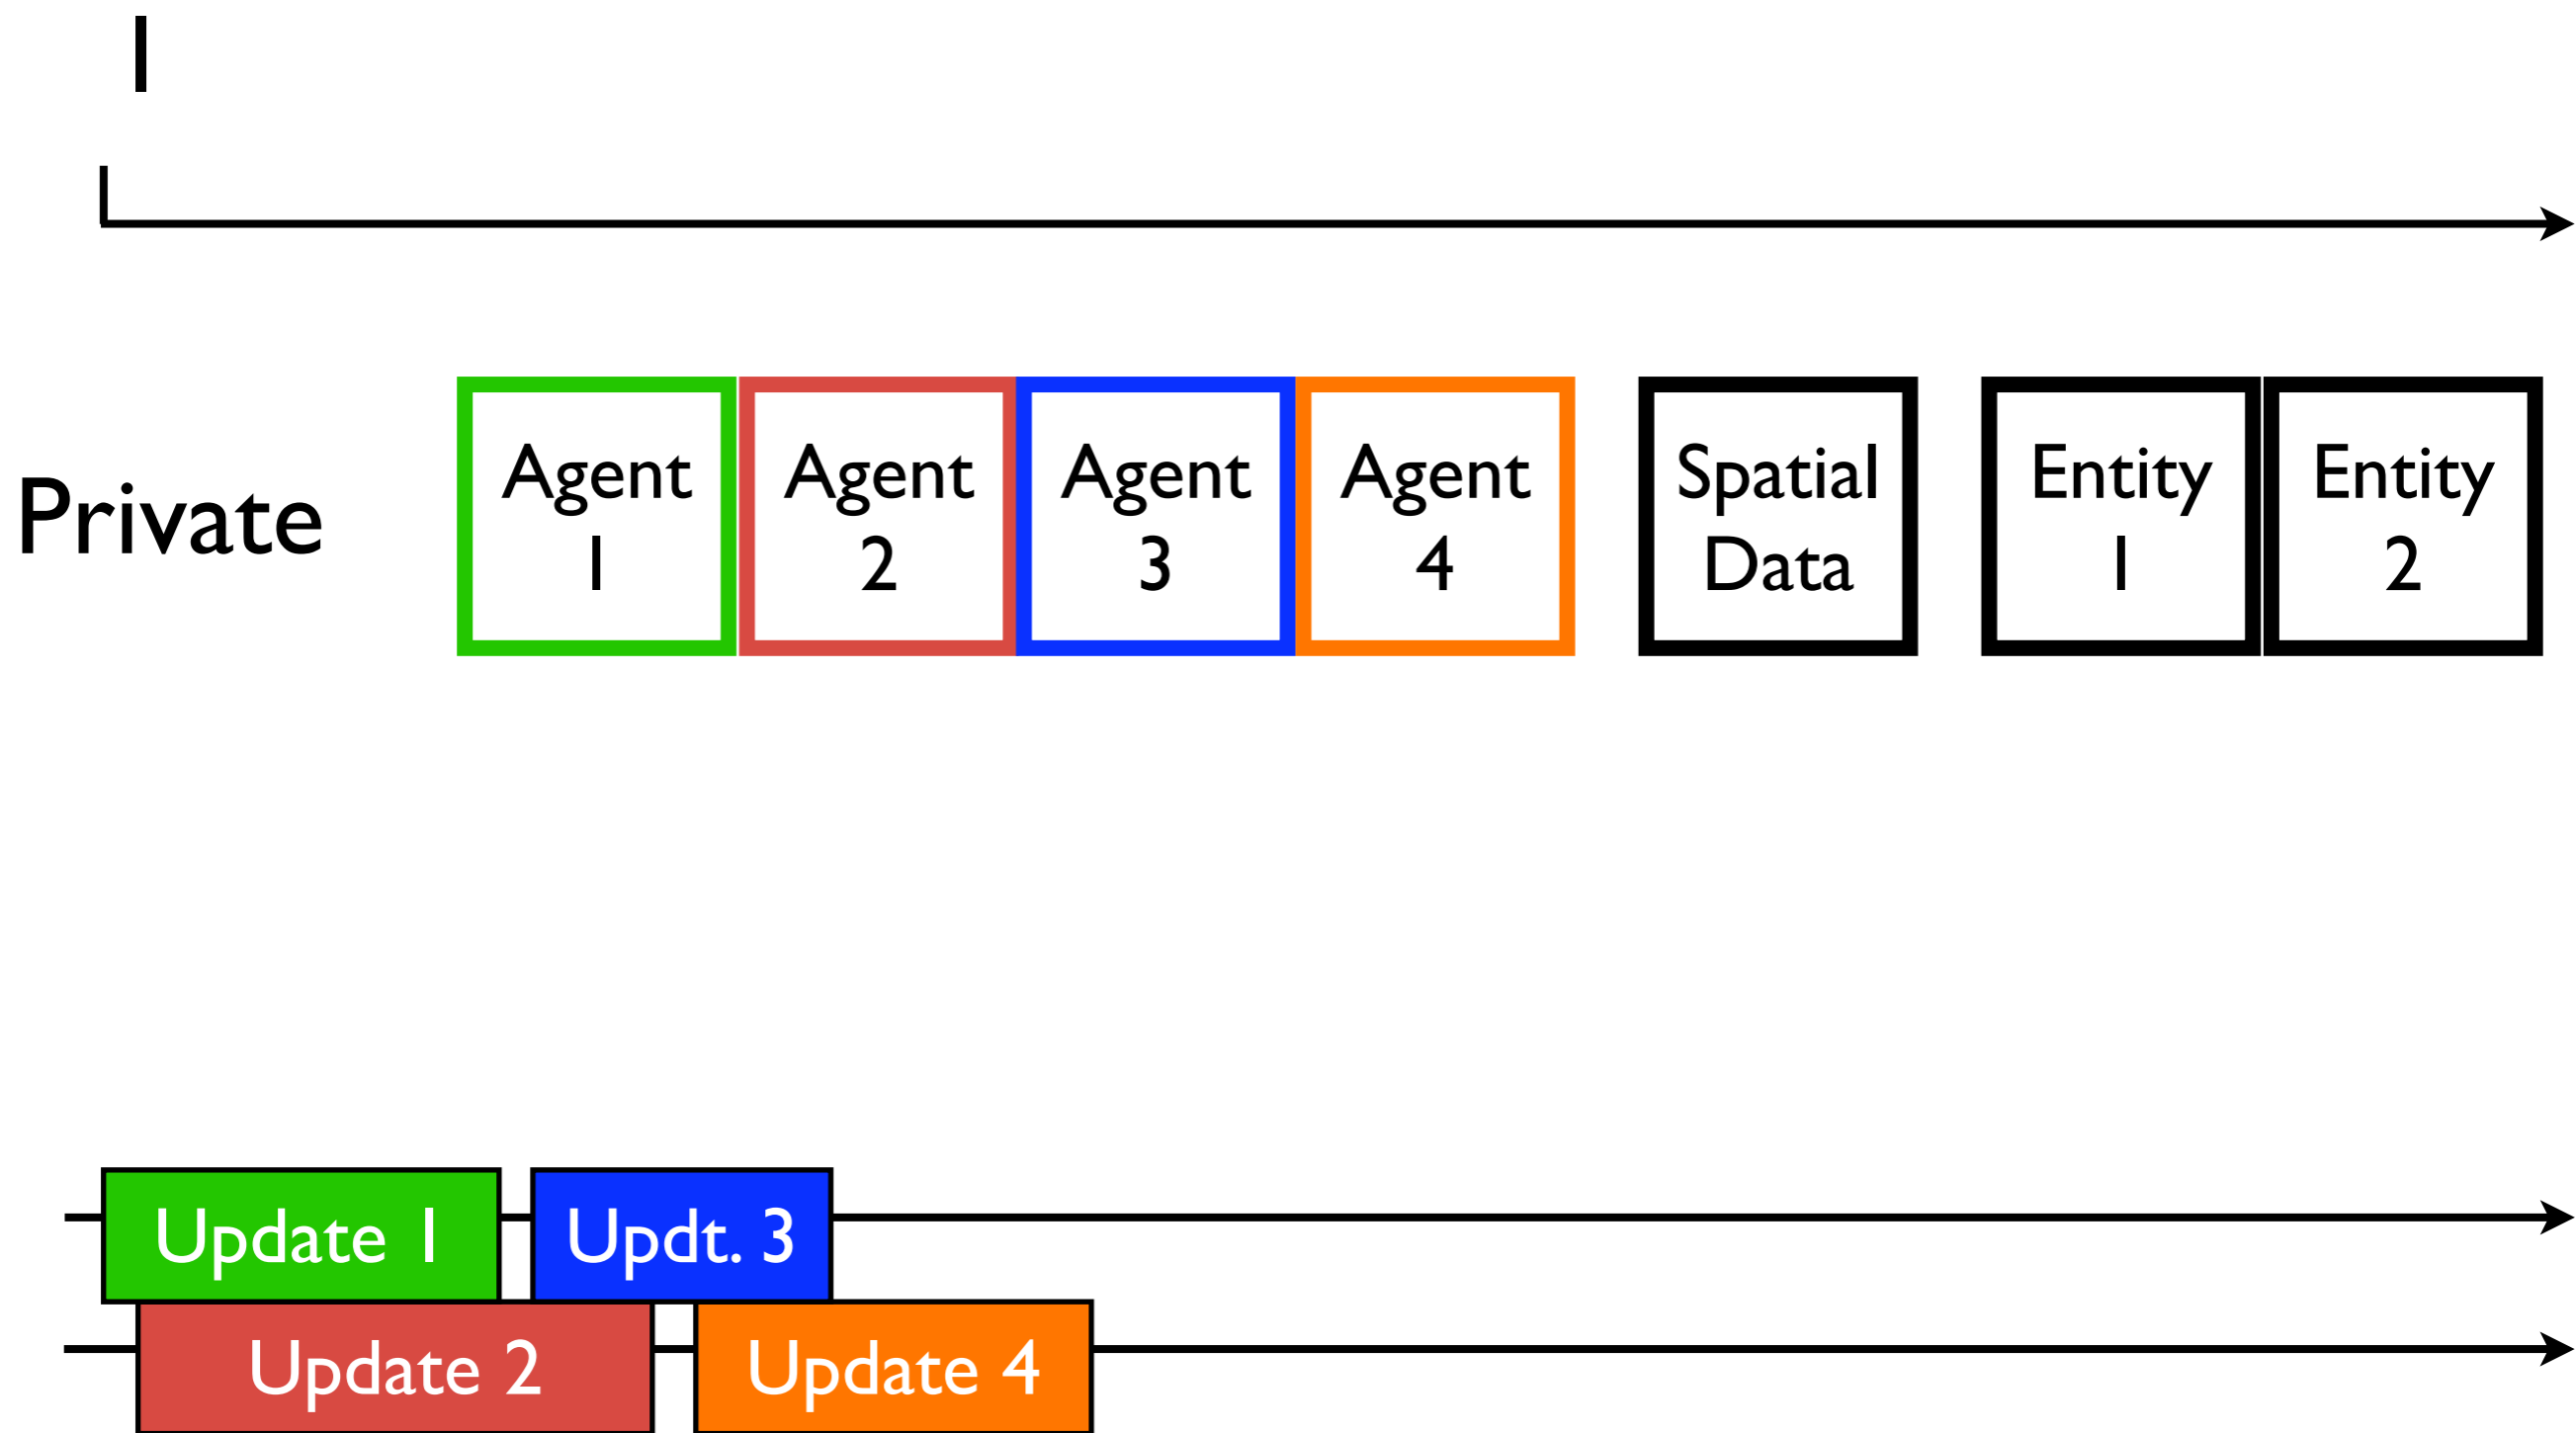 1
Private
Agent
1
Agent
2
Agent
3
Agent
4
Spatial
Data
Entity
1
Entity
2
Update 1
Updt. 3
Update 2
Update 4